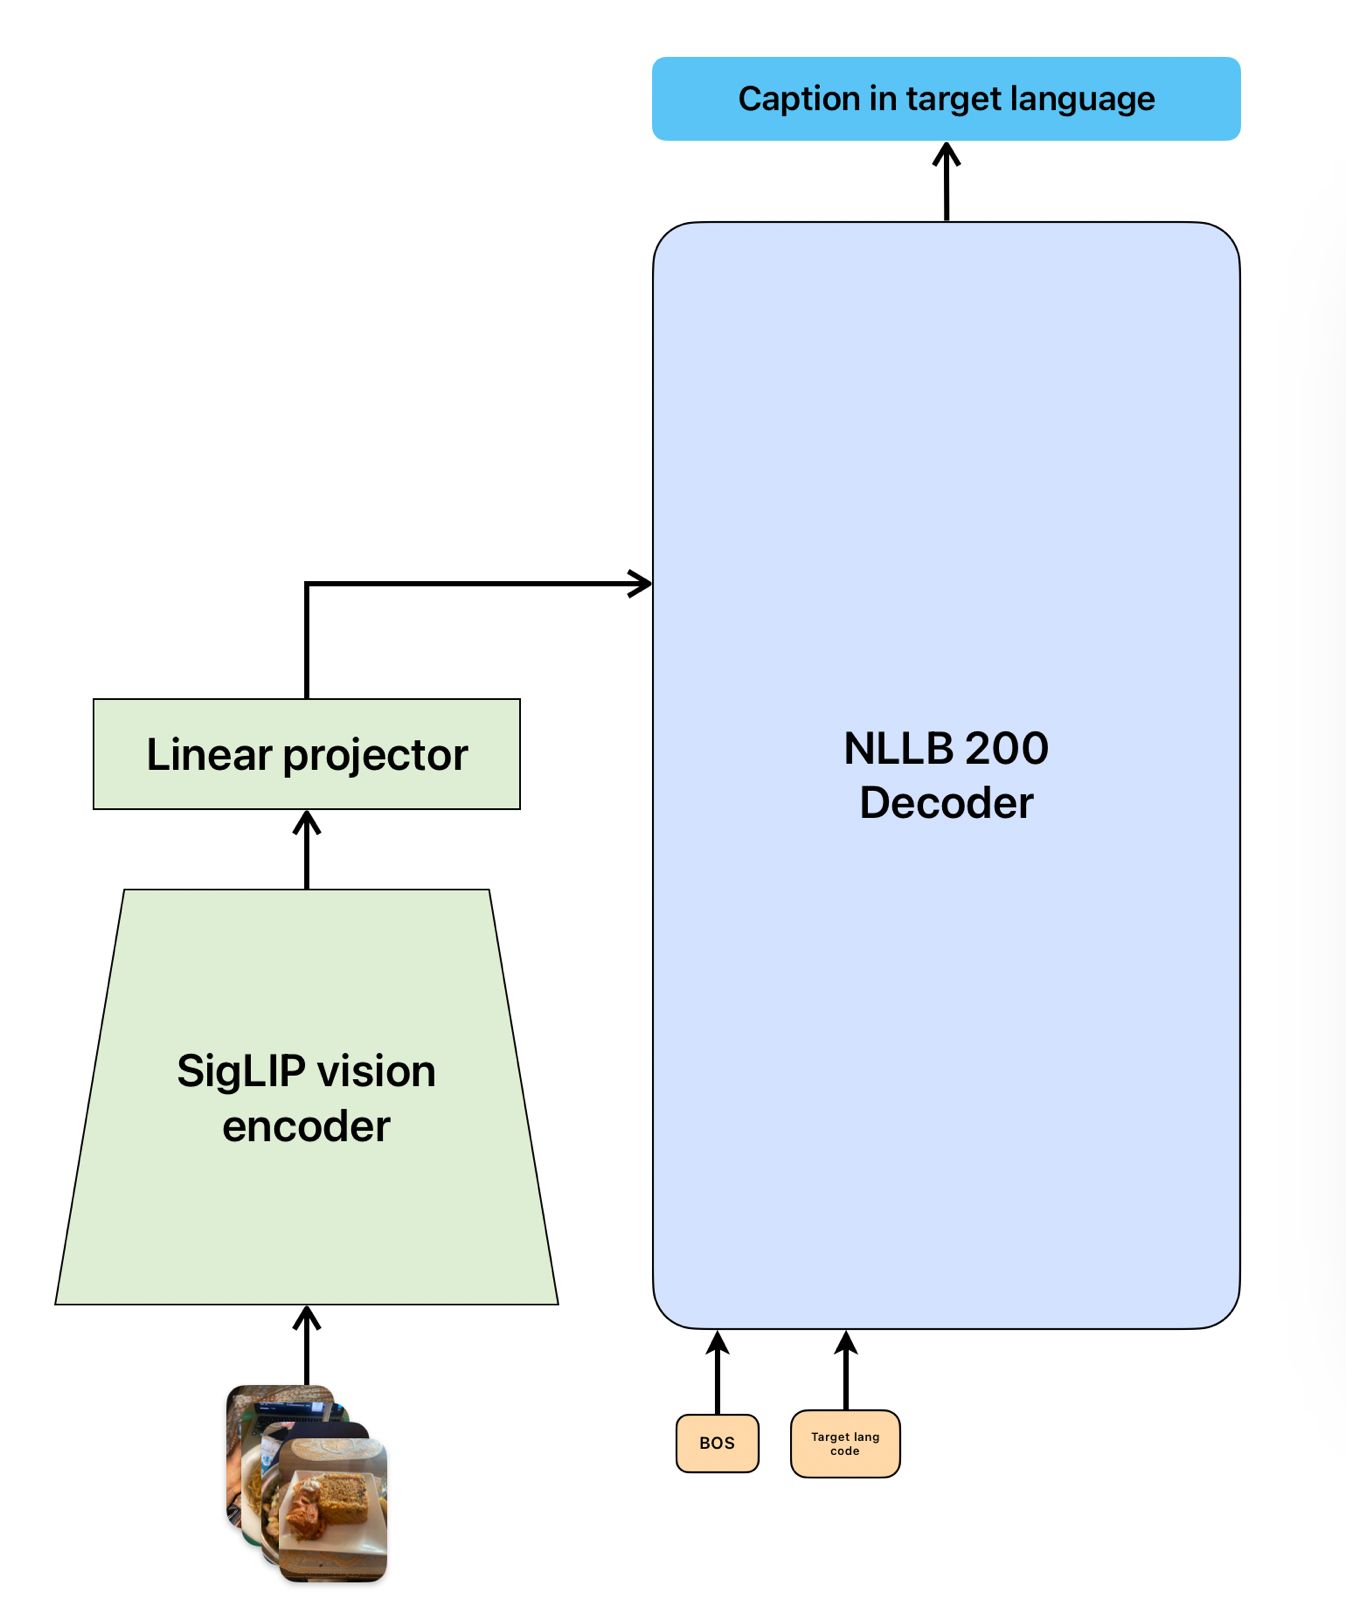 Caption in target language
NLLB 200
Decoder
Linear projector
SigLIP vision
encoder
BOS
Target lang
code